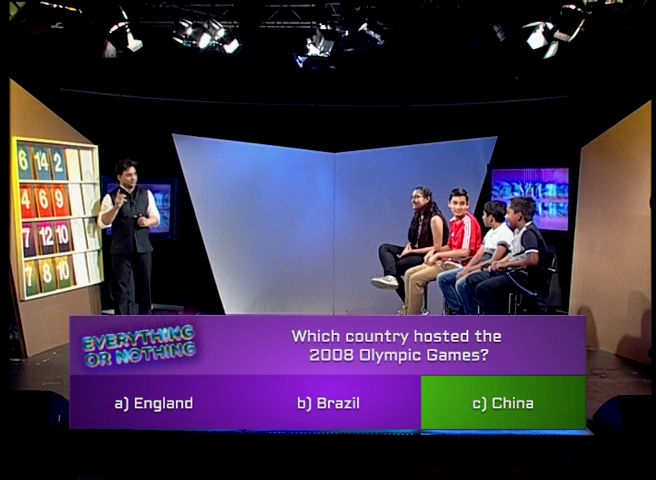 6 14 2
4 6 9
7 12 10
7 8 10
EVERYTHING
OR NOTHING
Which country hosted the
2008 Olympic Games?
a) England
b) Brazil
c) China